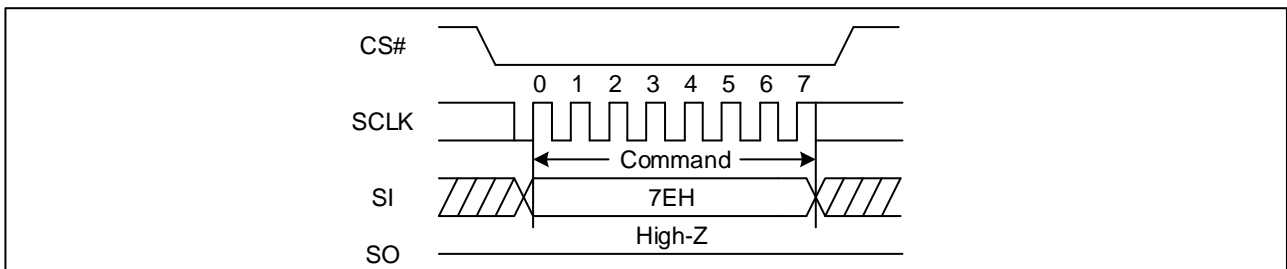 CS#
0 1 2 3 4 5 6 7
SCLK
Command
SI
7EH
High-Z
SO